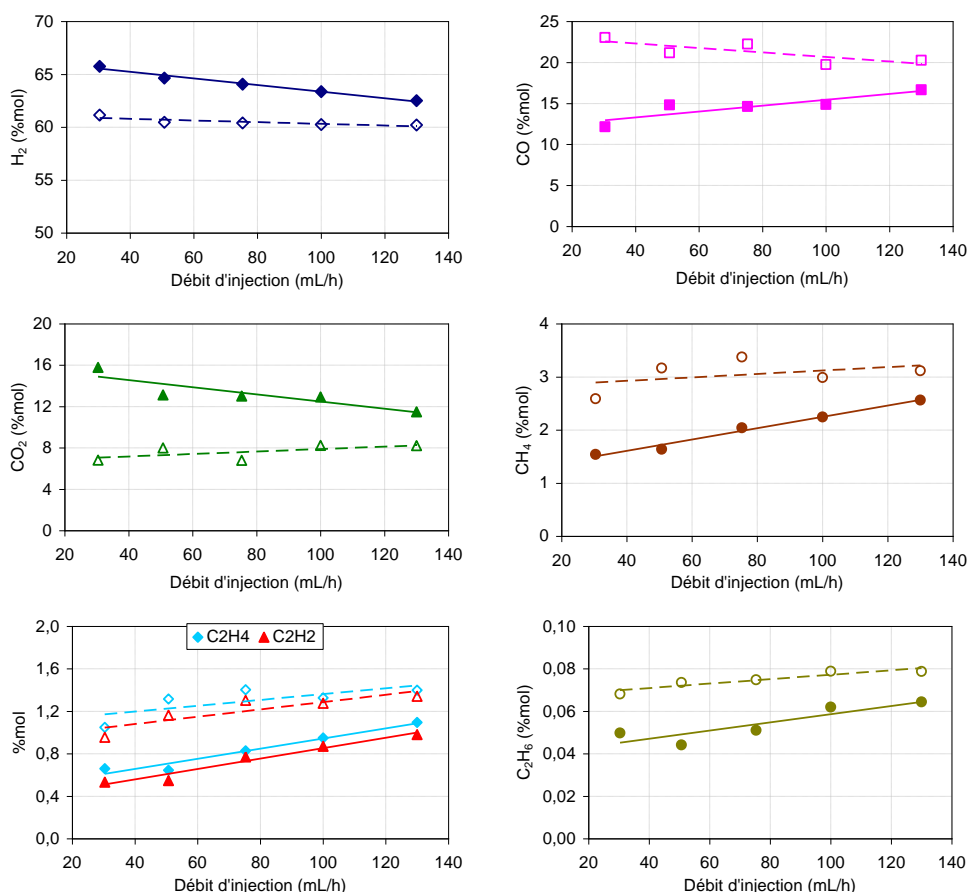 H2 (%mol)
70
65
60
55
50
20 40 60 80 100 120 140
Débit d'injection (mL/h)
CO (%mol)
25
20
15
10
5
0
20 40 60 80 100 120 140
Débit d'injection (mL/h)
CO2 (%mol)
20
16
12
8
4
0
20 40 60 80 100 120 140
Débit d'injection (mL/h)
CH4 (%mol)
4
3
2
1
0
20 40 60 80 100 120 140
Débit d'injection (mL/h)
%mol
2,0
1,6
1,2
0,8
0,4
0,0
C2H4 C2H2
20 40 60 80 100 120 140
Débit d'injection (mL/h)
C2H6 (%mol)
0,10
0,08
0,06
0,04
0,02
0,00
20 40 60 80 100 120 140
Débit d'injection (mL/h)